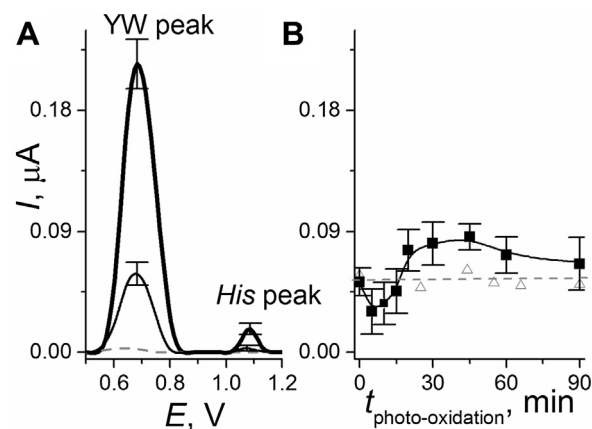 A
YW peak
B
0.18
0.09
0.00
I, μA
His peak
0.6
0.8
1.0
1.2
E, V
0.18
0.09
0.00
0
30
60
90
t photo-oxidation, min